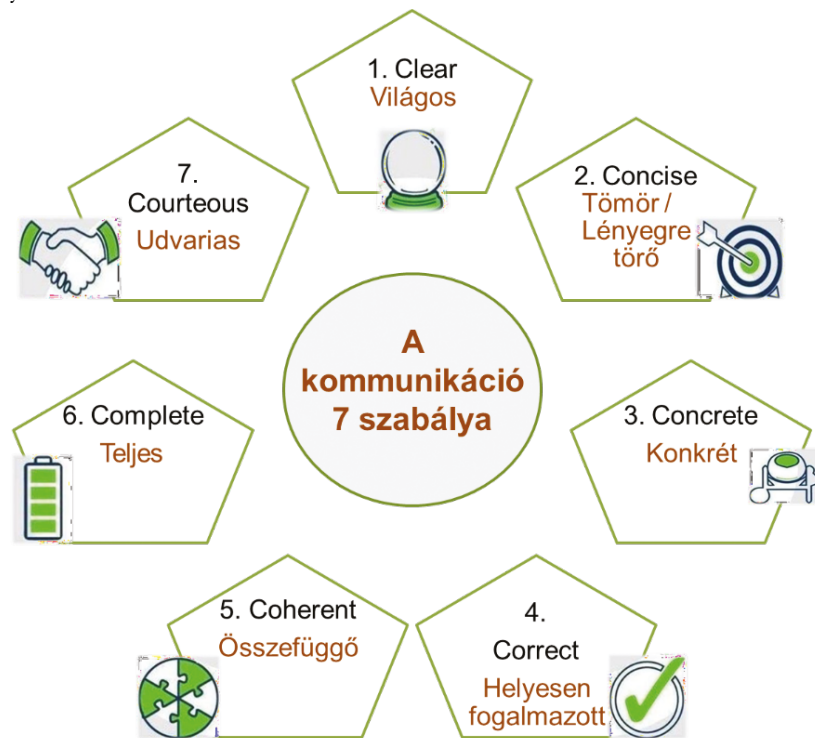 1. Clear
Világos
2. Concise
Tömör /
Lényegre
törő
3. Concrete
Konkrét
4.
Correct
Helyesen
fogalmazott
5. Coherent
Összefüggő
6. Complete
Teljes
7.
Courteous
Udvarias
A
kommunikáció
7 szabálya